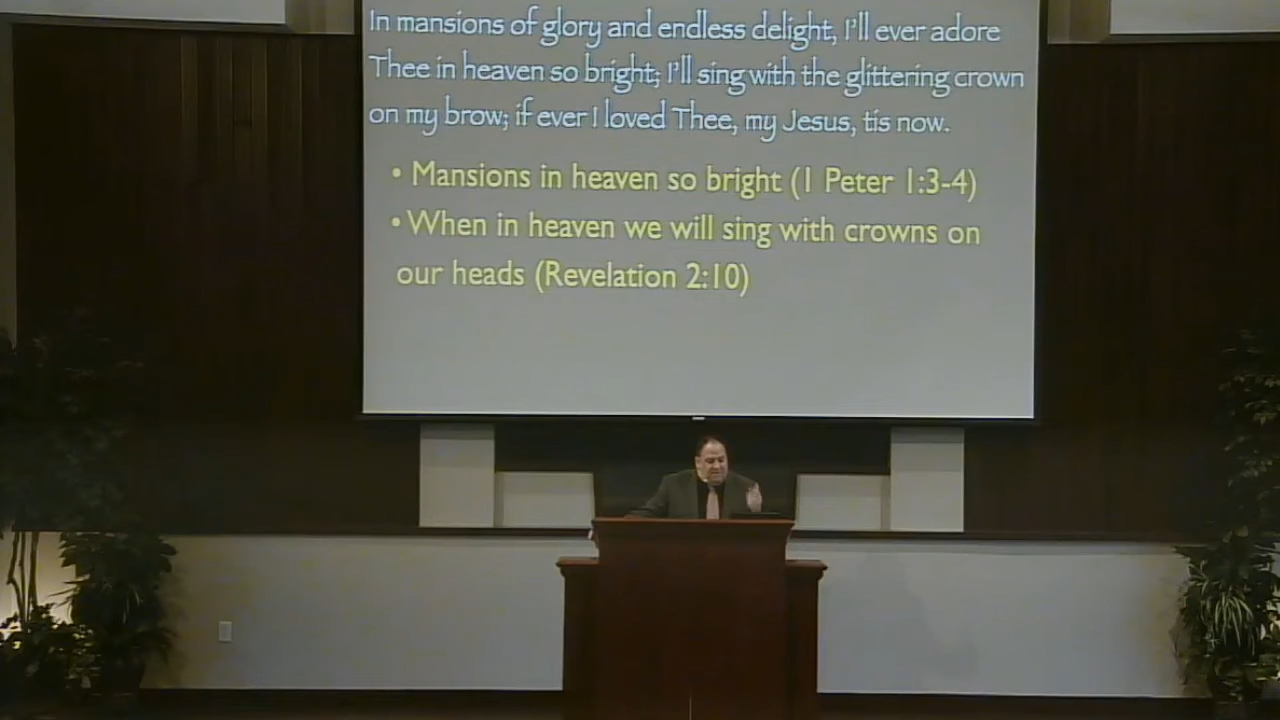 In mansions of glory and endless delight, I'll ever adore
Thee in heaven so bright; I'll sing with the glittering crown
on my brow; if ever I loved Thee, my Jesus, tis now.
• Mansions in heaven so bright (1 Peter 1:3-4)
• When in heaven we will sing with crowns on
our heads (Revelation 2:10)